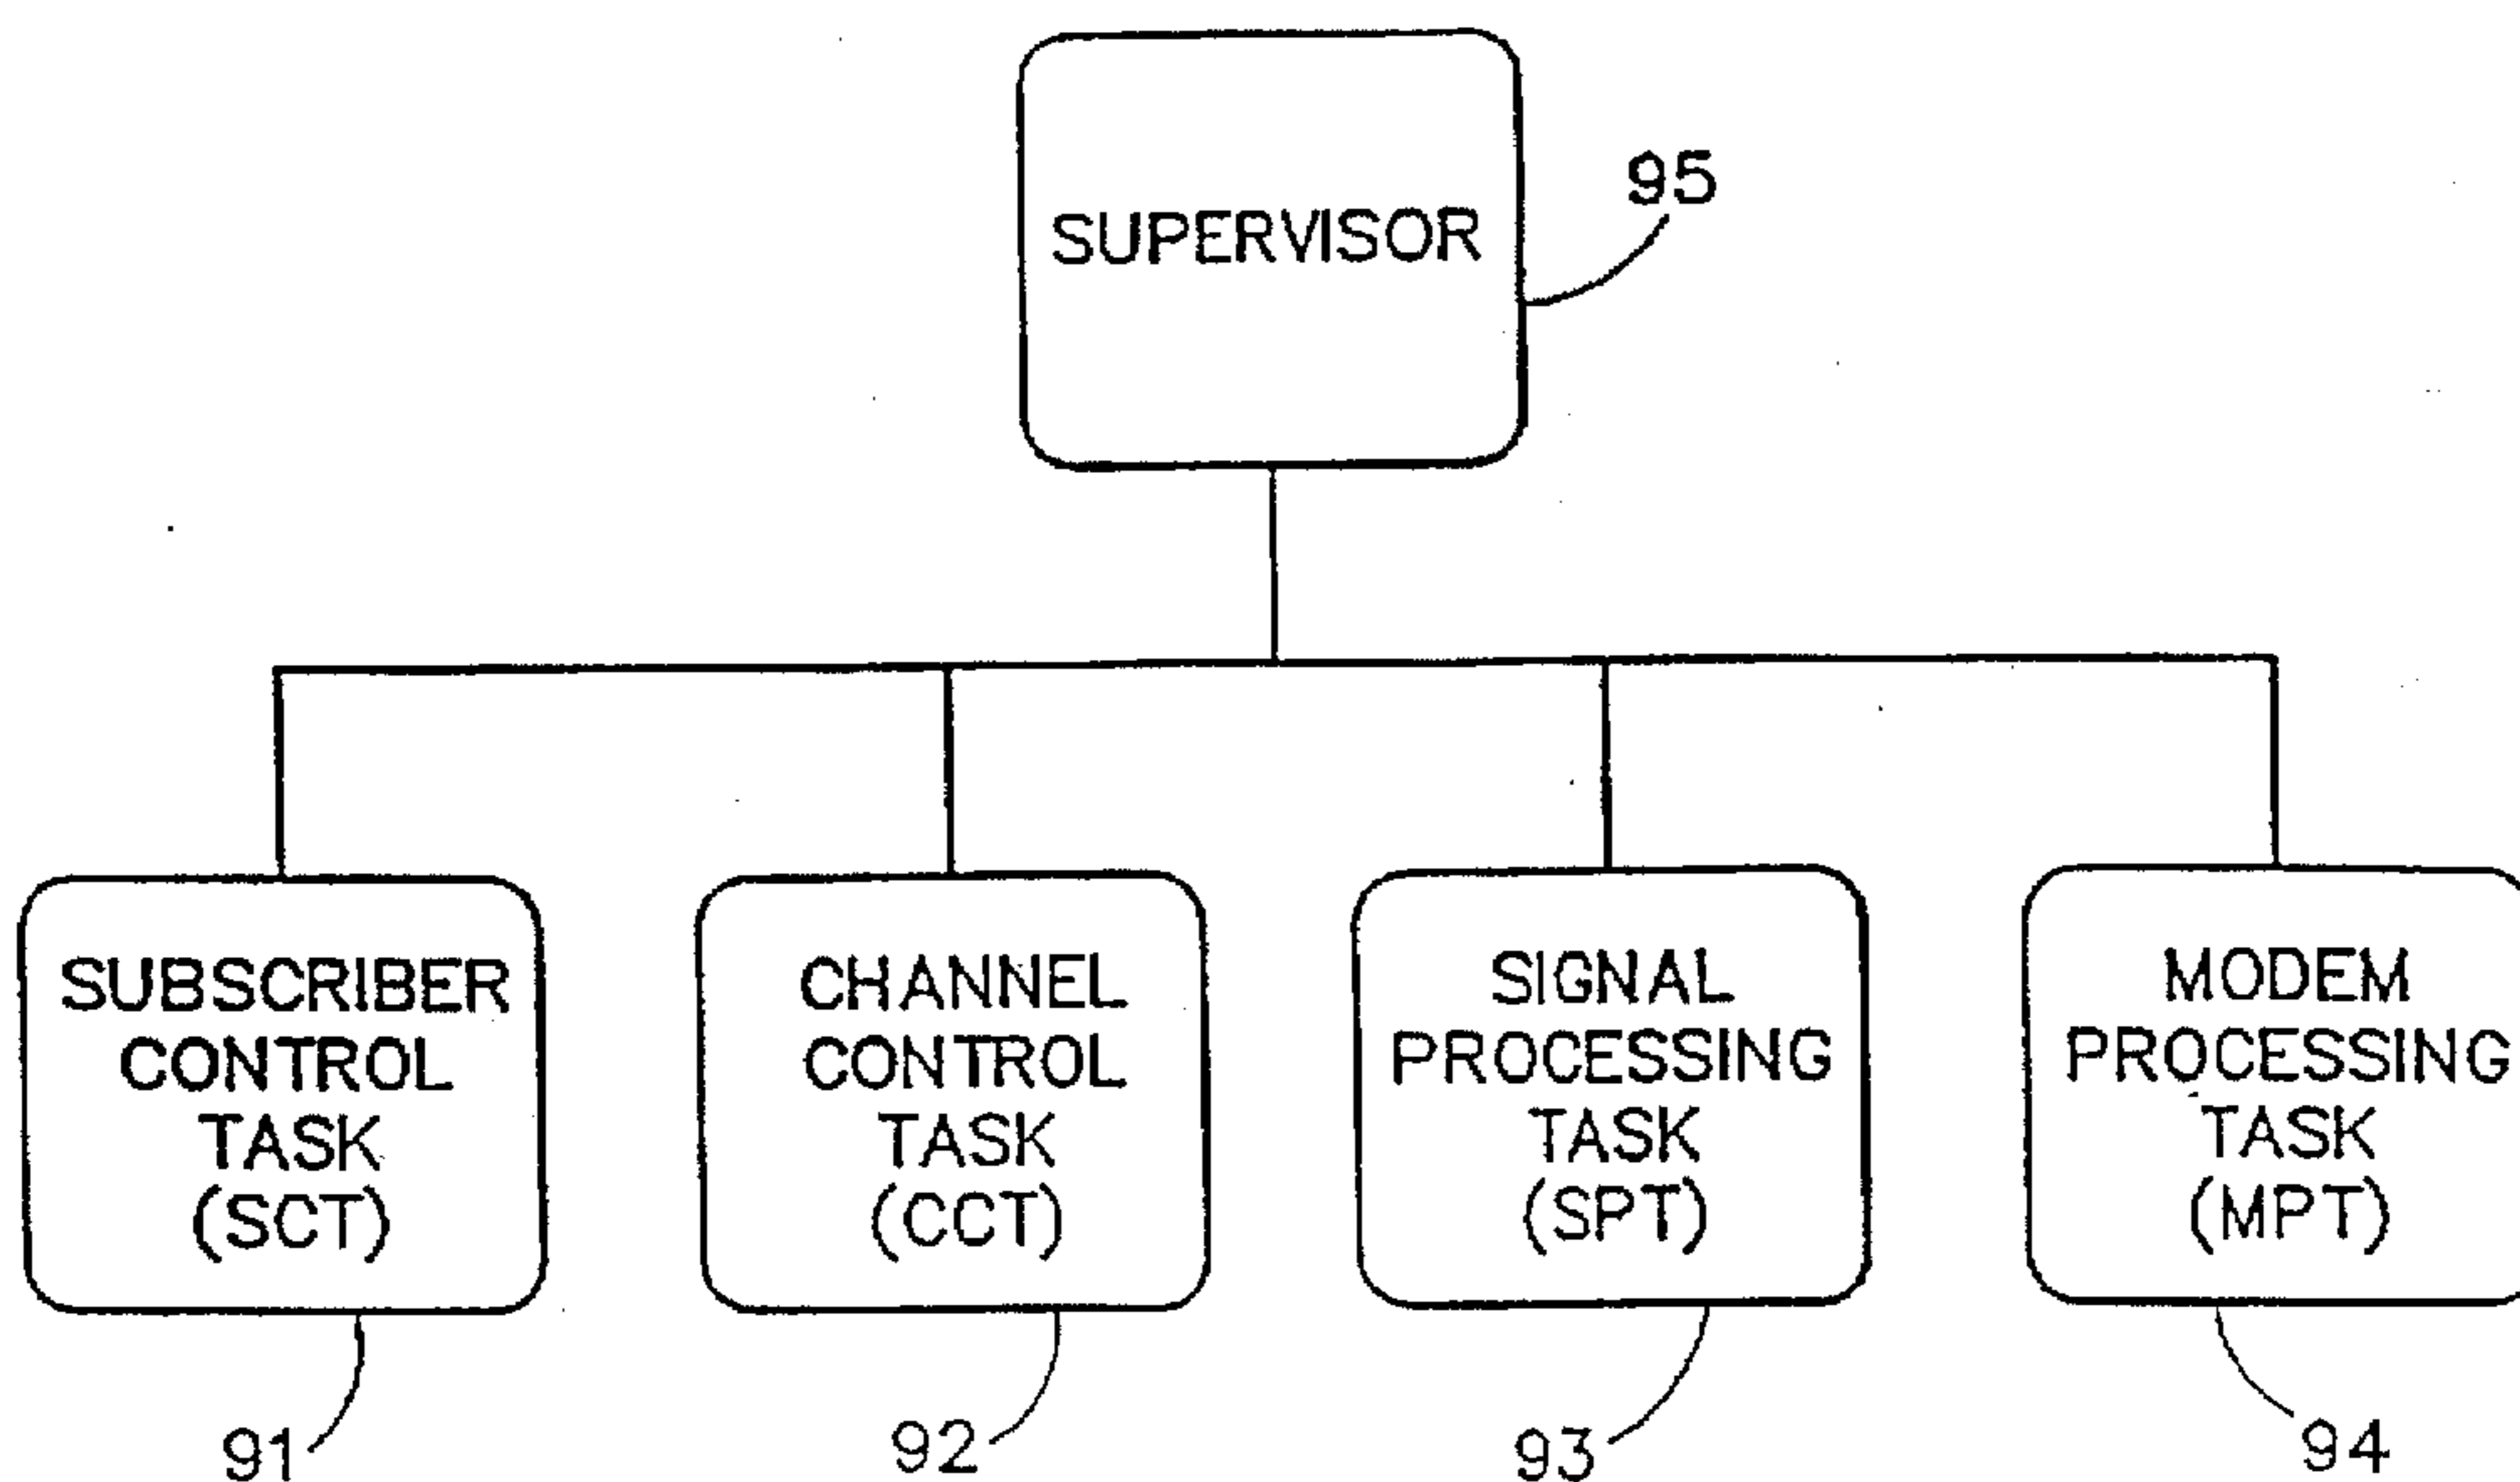 SUPERVISOR
95
SUBSCRIBER
CONTROL
TASK
(SCT)
CHANNEL
CONTROL
TASK
(CCT)
SIGNAL
PROCESSING
TASK
(SPT)
MODEM
PROCESSING
TASK
(MPT)
91
92
93
94